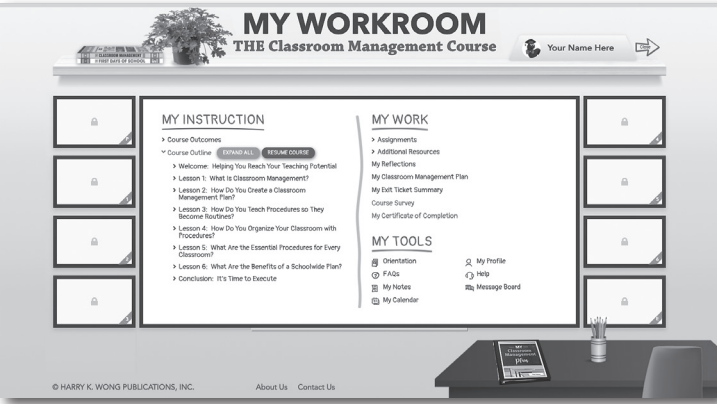 MY WORKROOM
THE Classroom Management Course
CLASSROOM MANAGEMENT
FIRST DAYS OF SCHOOL
Your Name Here
MY INSTRUCTION
> Course Outcomes
Course Outline EXPAND ALL RESUME COURSE
> Welcome: Helping You Reach Your Teaching Potential
> Lesson 1: What Is Classroom Management?
> Lesson 2: How Do You Create a Classroom
Management Plan?
> Lesson 3: How Do You Teach Procedures so They
Become Routines?
> Lesson 4: How Do You Organize Your Classroom with
Procedures?
> Lesson 5: What Are the Essential Procedures for Every
Classroom?
> Lesson 6: What Are the Benefits of a Schoolwide Plan?
> Conclusion: It's Time to Execute
MY WORK
> Assignments
> Additional Resources
My Reflections
My Classroom Management Plan
My Exit Ticket Summary
Course Survey
My Certificate of Completion
MY TOOLS
Orientation
FAQs
My Notes
My Calendar
My Profile
Help
Message Board
MY
Classroom
Management
Plan
© HARRY K. WONG PUBLICATIONS, INC.
About Us Contact Us